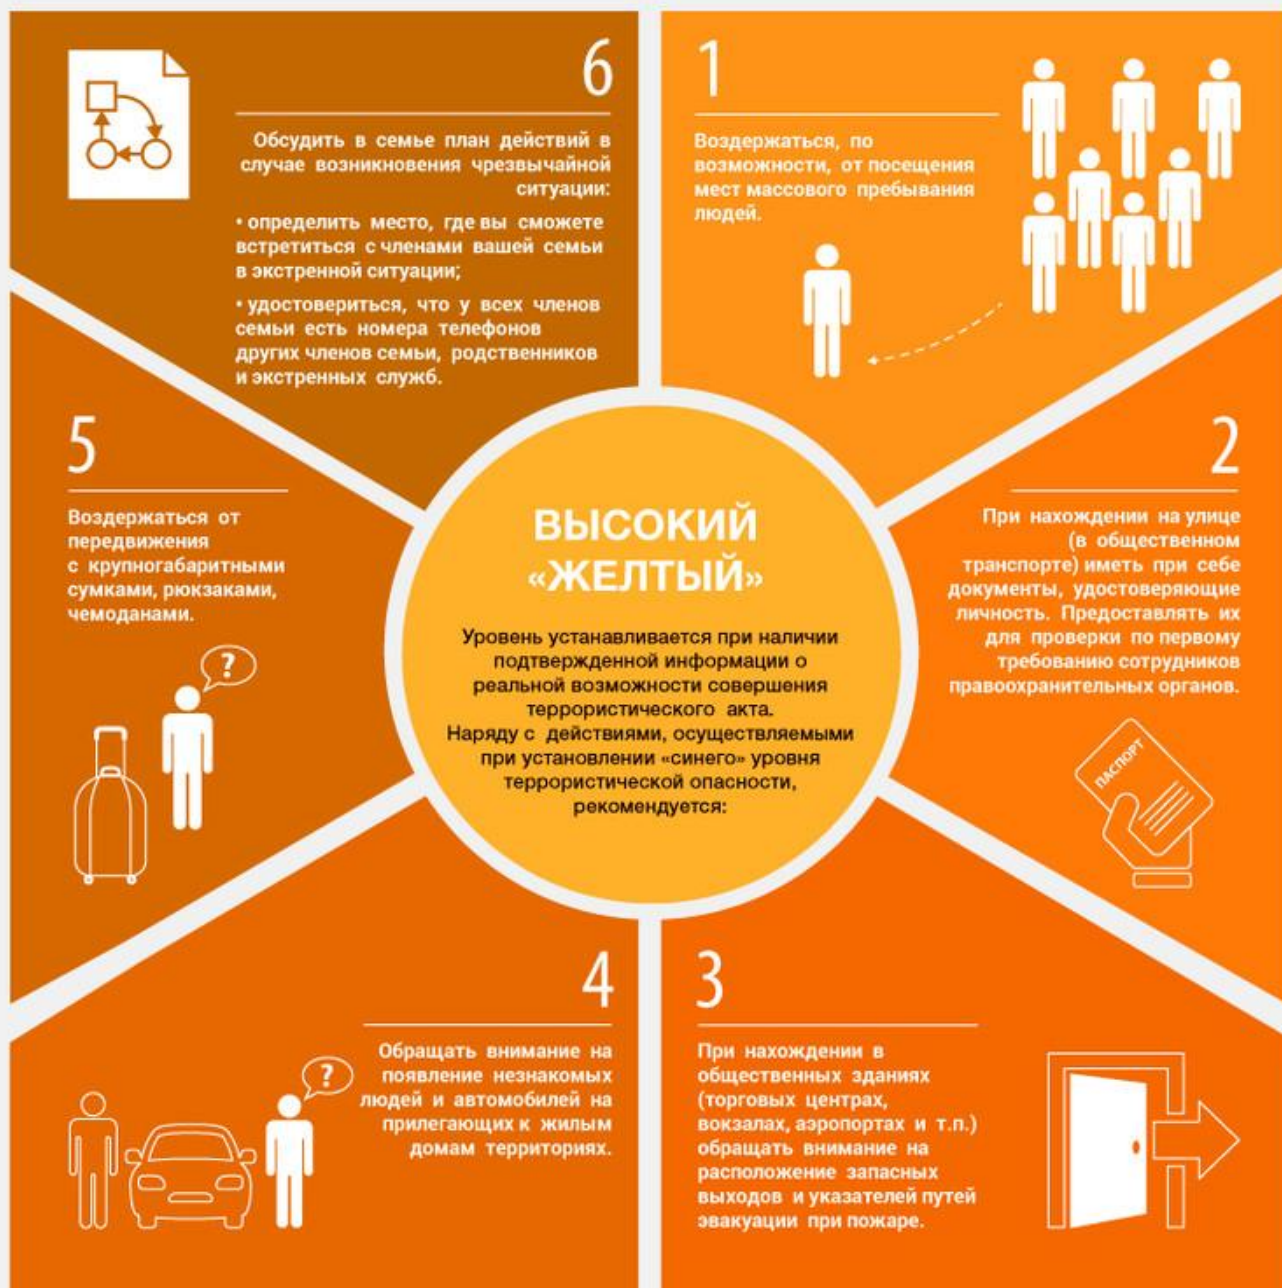 ВЫСОКИЙ
«ЖЕЛТЫЙ»
Уровень устанавливается при наличии
подтвержденной информации о
реальной возможности совершения
террористического акта.
Наряду с действиями, осуществляемыми
при установлении «синего» уровня
террористической опасности,
рекомендуется:
1
Воздержаться, по
возможности, от посещения
мест массового пребывания
людей.
2
При нахождении на улице
(в общественном
транспорте) иметь при себе
документы, удостоверяющие
личность. Предоставлять их
для проверки по первому
требованию сотрудников
правоохранительных органов.
ПАСПОРТ
3
При нахождении в
общественных зданиях
(торговых центрах,
вокзалах, аэропортах и т.п.)
обращать внимание на
расположение запасных
выходов и указателей путей
эвакуации при пожаре.
4
Обращать внимание на
появление незнакомых
людей и автомобилей на
прилегающих к жилым
домам территориях.
?
5
Воздержаться от
передвижения
с крупногабаритными
сумками, рюкзаками,
чемоданами.
?
6
Обсудить в семье план действий в
случае возникновения чрезвычайной
ситуации:
• определить место, где вы сможете
встретиться с членами вашей семьи
в экстренной ситуации;
• удостовериться, что у всех членов
семьи есть номера телефонов
других членов семьи, родственников
и экстренных служб.